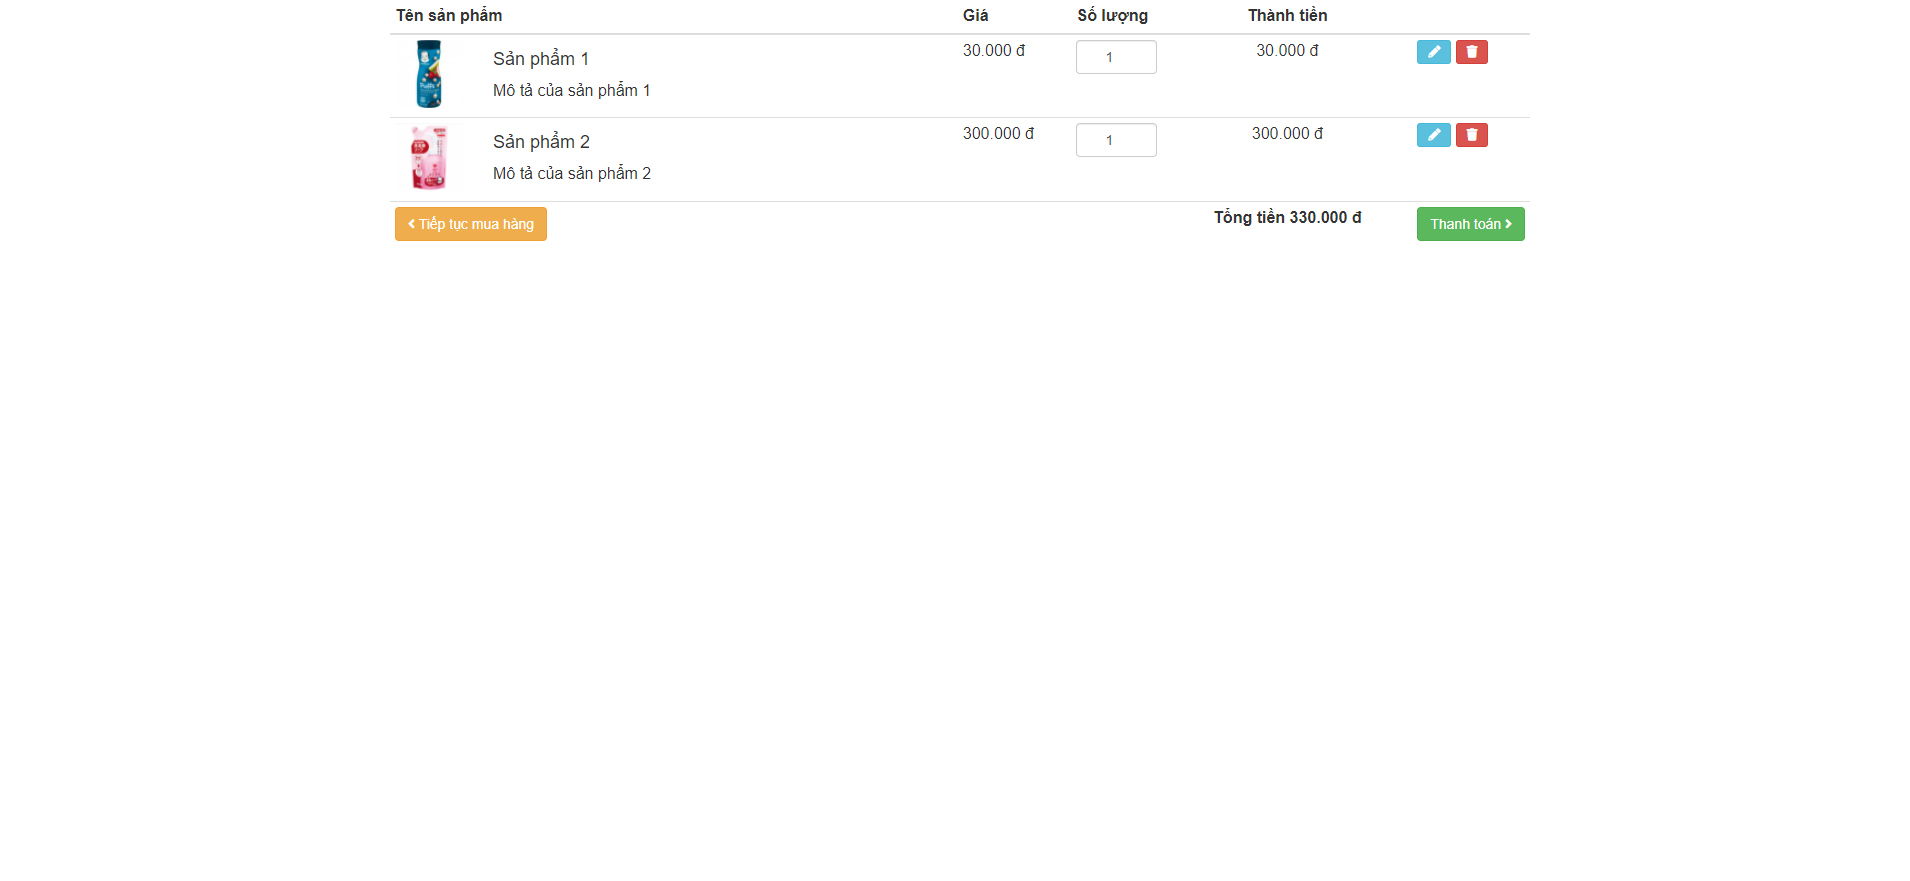 Tên sản phẩm Giá Số lượng Thành tiền
Sản phẩm 1 30.000 đ 1 30.000 đ
Mô tả của sản phẩm 1
Sản phẩm 2 300.000 đ 1 300.000 đ
Mô tả của sản phẩm 2
Tiếp tục mua hàng Tổng tiền 330.000 đ Thanh toán